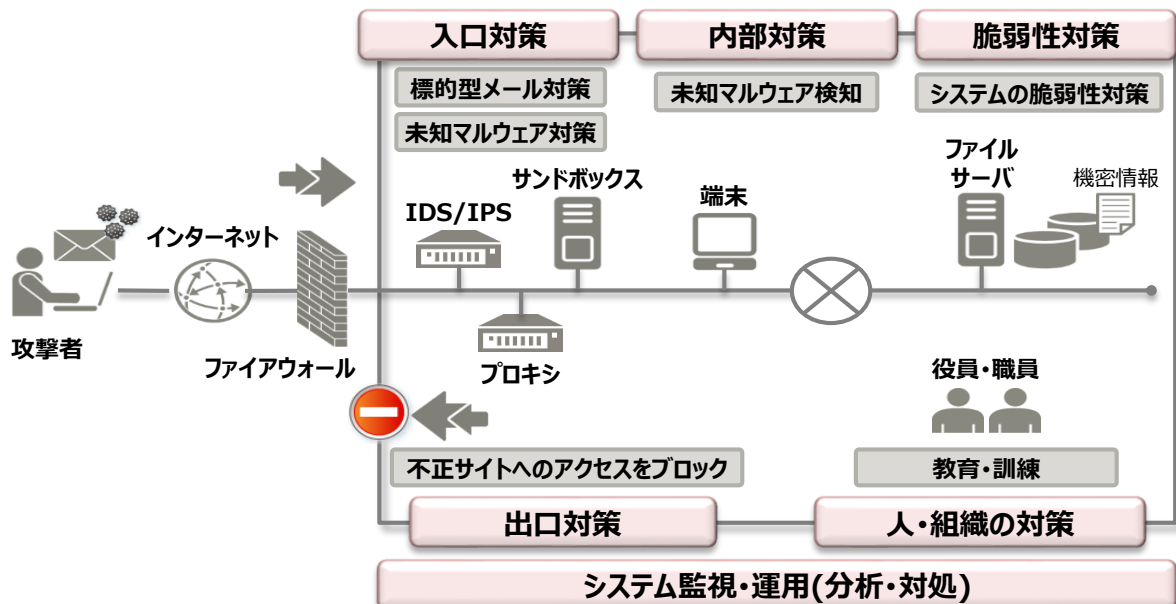 入口対策
内部対策
脆弱性対策
標的型メール対策
未知マルウェア検知
システムの脆弱性対策
未知マルウェア対策
ファイル
サーバ
機密情報
サンドボックス
端末
IDS/IPS
インターネット
攻撃者
ファイアウォール
プロキシ
役員・職員
不正サイトへのアクセスをブロック
教育・訓練
出口対策
人・組織の対策
システム監視・運用(分析・対処)